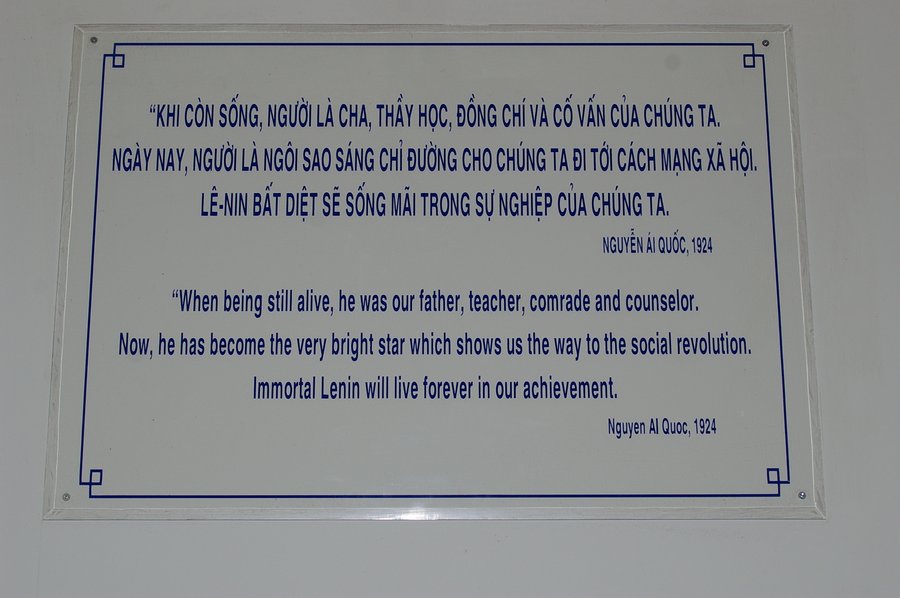 “KHI CÒN SỐNG, NGƯỜI LÀ CHA, THẦY HỌC, ĐỒNG CHÍ VÀ CỐ VẤN CỦA CHÚNG TA.
NGÀY NAY, NGƯỜI LÀ NGÔI SAO SÁNG CHỈ ĐƯỜNG CHO CHÚNG TA ĐI TỚI CÁCH MẠNG XÃ HỘI.
LÊ-NIN BẤT DIỆT SẼ SỐNG MÃI TRONG SỰ NGHIỆP CỦA CHÚNG TA.
NGUYỄN ÁI QUỐC, 1924
“When being still alive, he was our father, teacher, comrade and counselor.
Now, he has become the very bright star which shows us the way to the social revolution.
Immortal Lenin will live forever in our achievement.
Nguyen AI Quoc, 1924